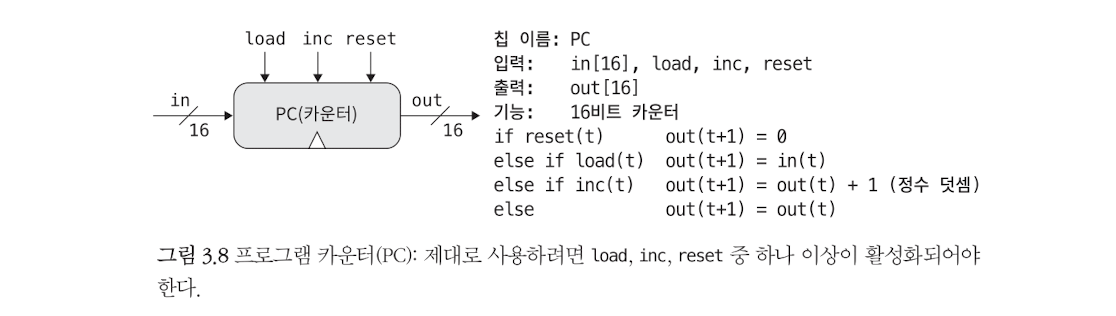 load inc reset
in
16
PC(카운터)
out
16
칩 이름: PC
입력: in[16], load, inc, reset
출력: out[16]
기능: 16비트 카운터
if reset(t) out(t+1) = 0
else if load(t) out(t+1) = in(t)
else if inc(t) out(t+1) = out(t) + 1 (정수 덧셈)
else out(t+1) = out(t)
그림 3.8 프로그램 카운터(PC): 제대로 사용하려면 load, inc, reset 중 하나 이상이 활성화되어야
한다.